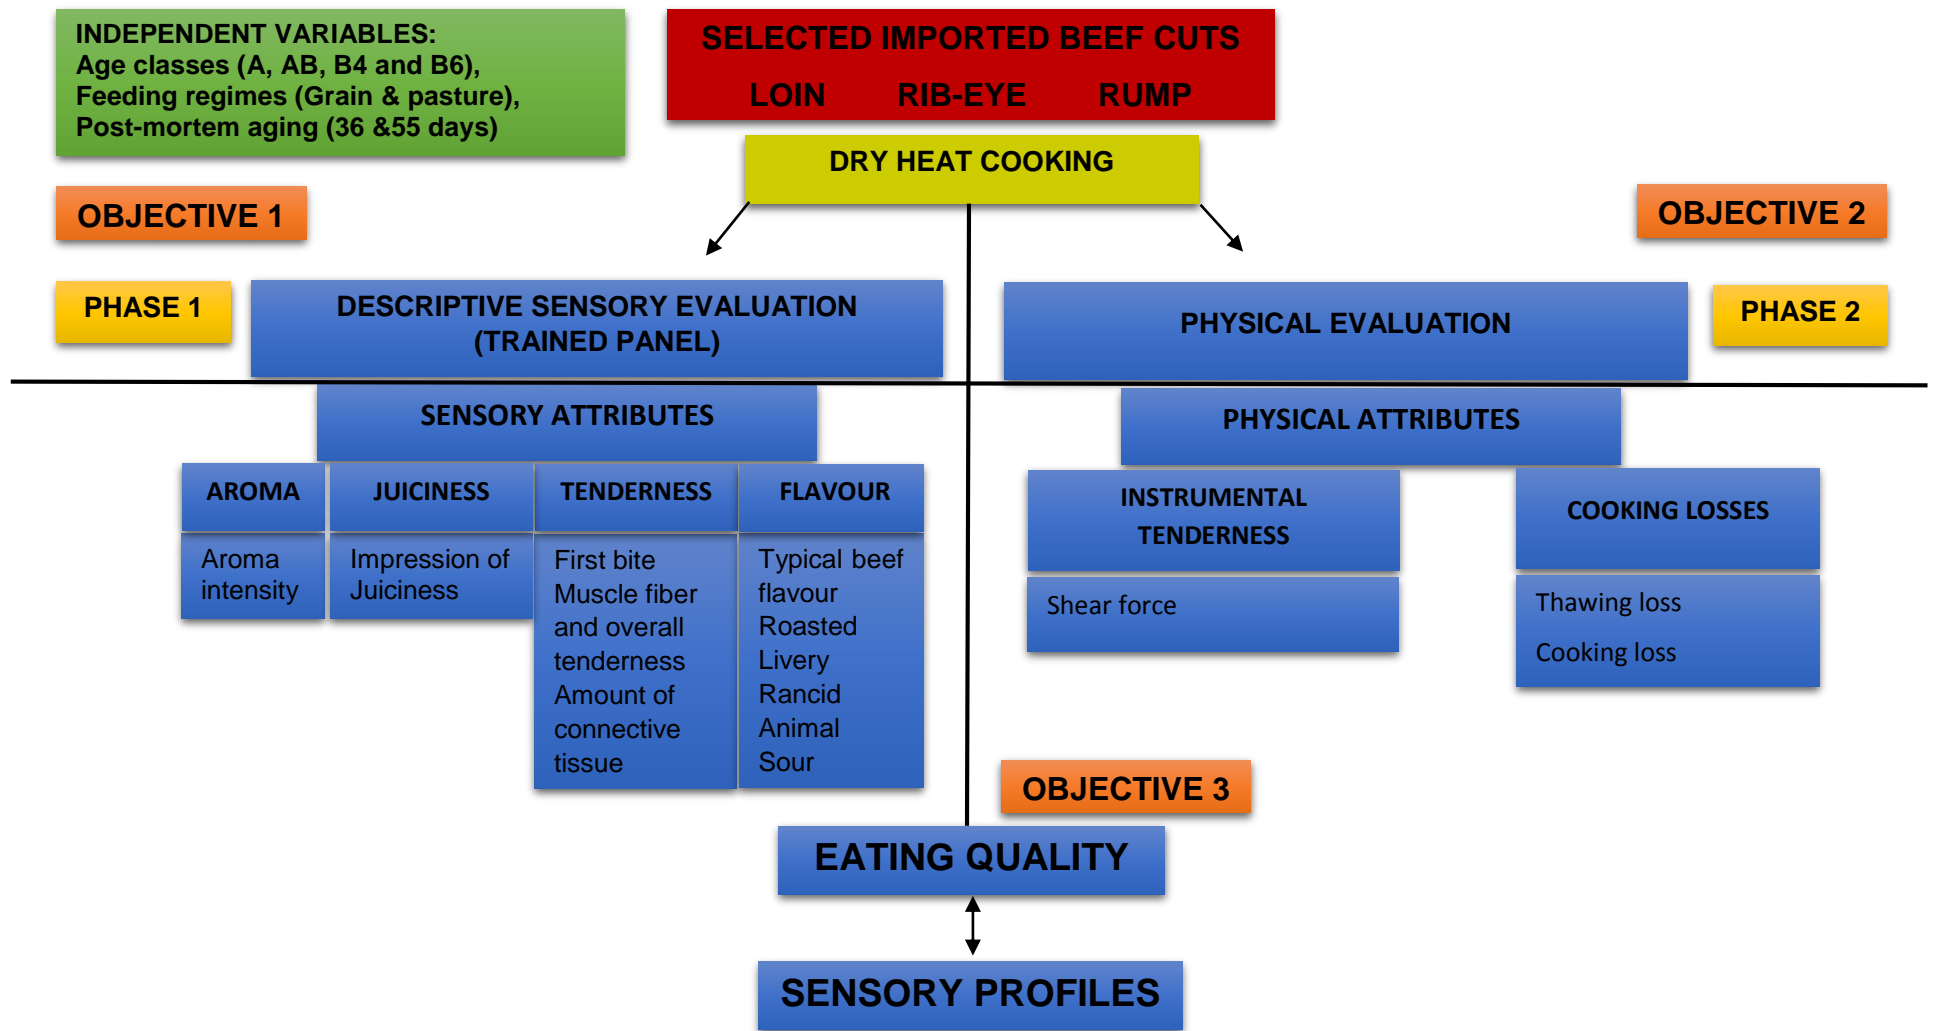 INDEPENDENT VARIABLES:
Age classes (A, AB, B4 and B6),
Feeding regimes (Grain & pasture),
Post-mortem aging (36 &55 days)
SELECTED IMPORTED BEEF CUTS
LOIN RIB-EYE RUMP
DRY HEAT COOKING
OBJECTIVE 1
OBJECTIVE 2
PHASE 1
DESCRIPTIVE SENSORY EVALUATION
(TRAINED PANEL)
PHYSICAL EVALUATION
PHASE 2
SENSORY ATTRIBUTES
AROMA
Aroma
intensity
JUICINESS
Impression of
Juiciness
TENDERNESS
First bite
Muscle fiber
and overall
tenderness
Amount of
connective
tissue
FLAVOUR
Typical beef
flavour
Roasted
Livery
Rancid
Animal
Sour
PHYSICAL ATTRIBUTES
INSTRUMENTAL
TENDERNESS
Shear force
COOKING LOSSES
Thawing loss
Cooking loss
OBJECTIVE 3
EATING QUALITY
SENSORY PROFILES